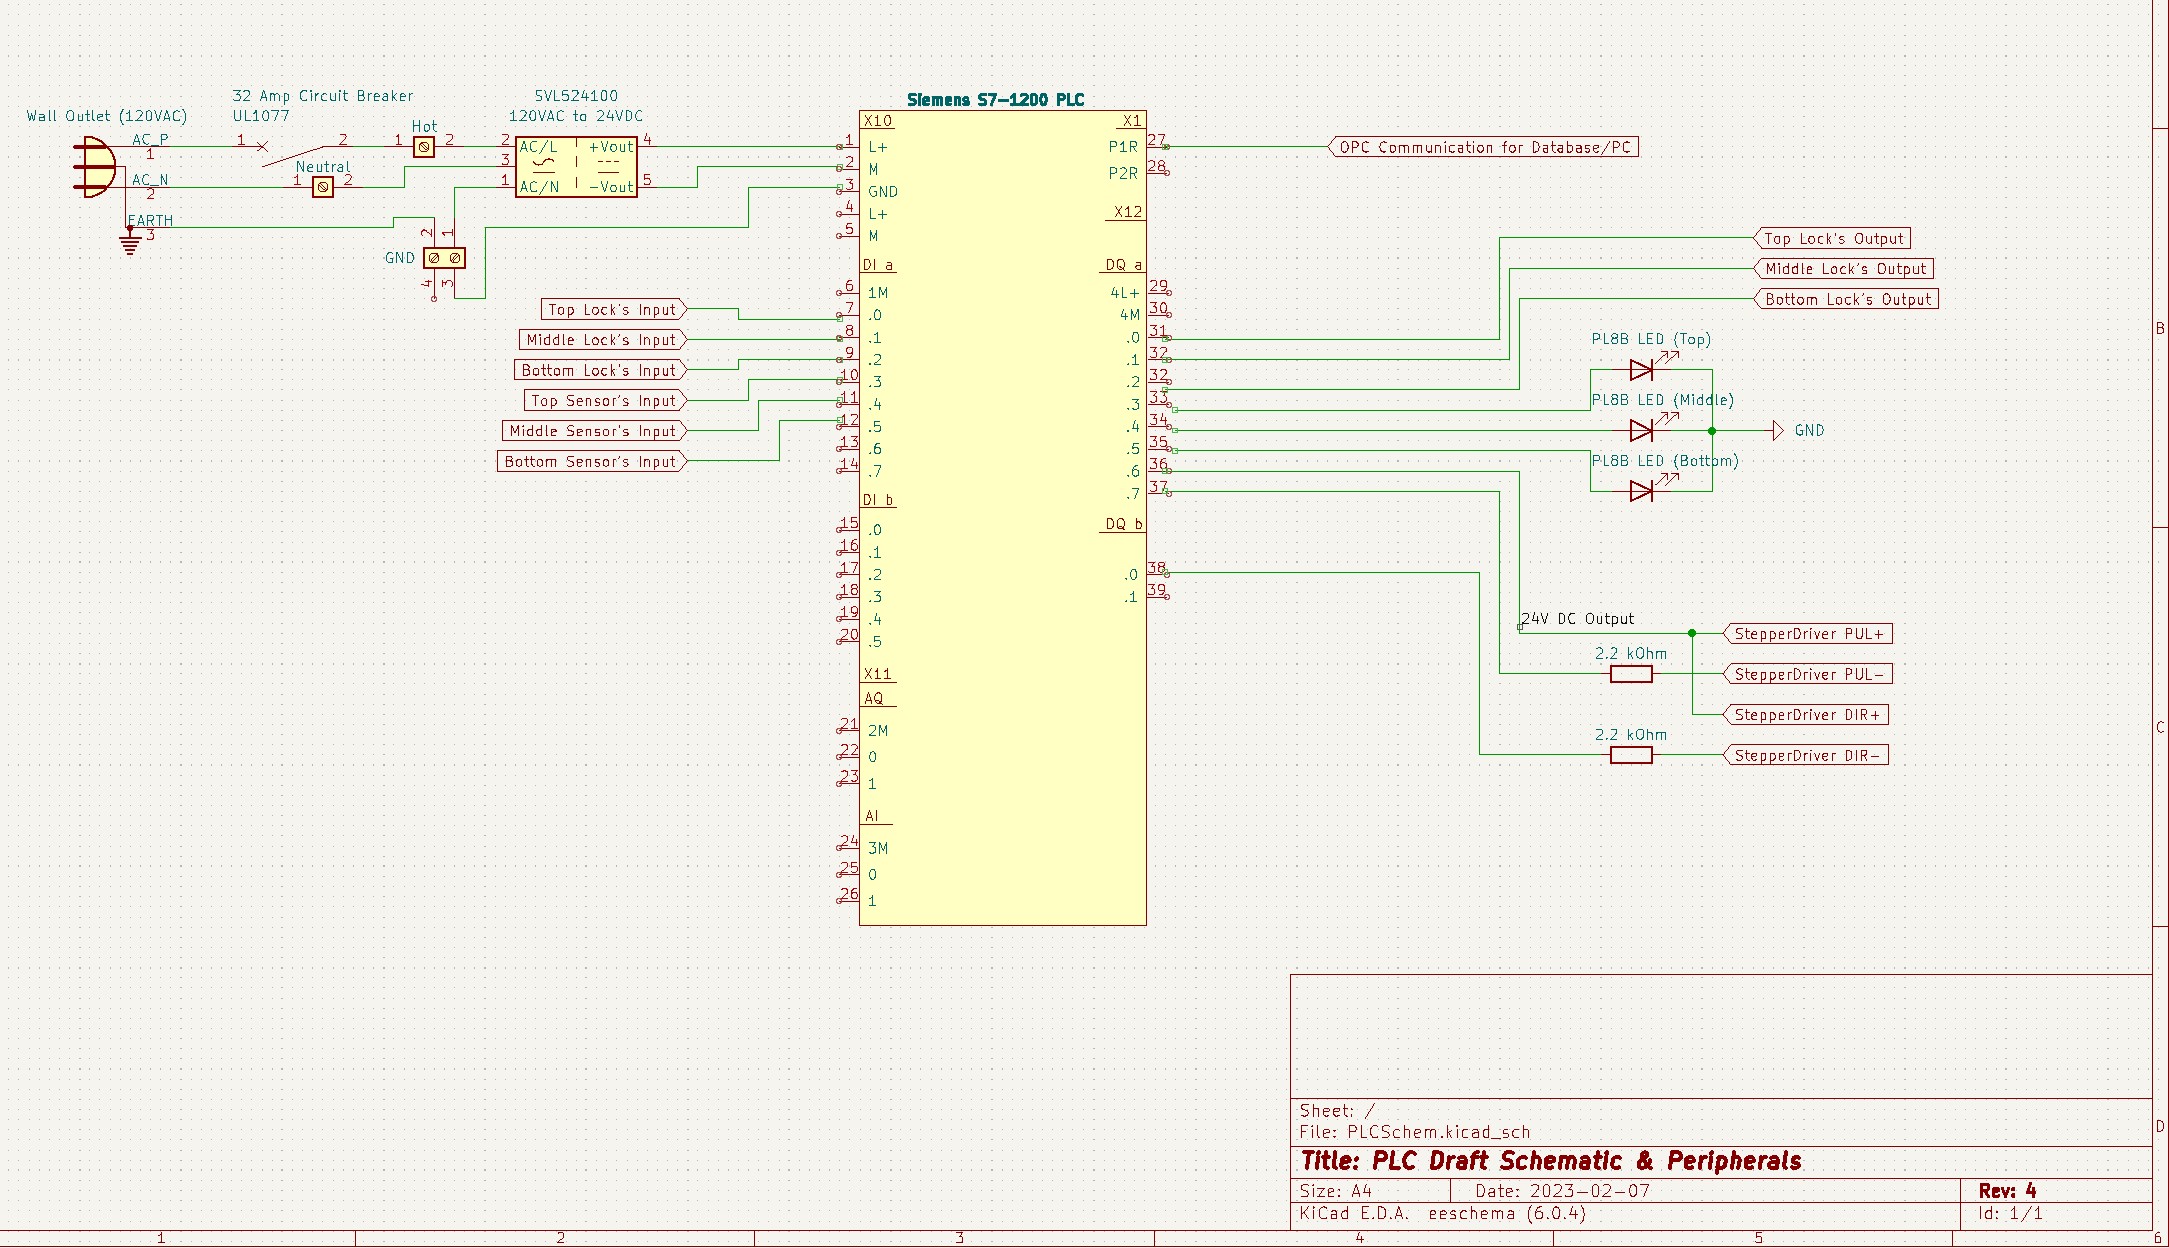 Wall Outlet (120VAC)
AC_P
1
AC_N
2
EARTH
3
32 Amp Circuit Breaker
UL1077
1
2
Neutral
1
2
Hot
1
2
GND
2
1
4
3
SVL524100
120VAC to 24VDC
2
AC/L
3
1
AC/N
+Vout
4
-Vout
5
Top Lock's Input
Middle Lock's Input
Bottom Lock's Input
Top Sensor's Input
Middle Sensor's Input
Bottom Sensor's Input
Siemens S7-1200 PLC
X10
1 L+
2 M
3 GND
4 L+
5 M
DI a
6 1M
7 .0
8 .1
9 .2
10 .3
11 .4
12 .5
13 .6
14 .7
DI b
15 .0
16 .1
17 .2
18 .3
19 .4
20 .5
X11
AQ
21 2M
22 0
23 1
AI
24 3M
25 0
26 1
X1
P1R 27
P2R 28
X12
DQ a
4L+ 29
4M 30
.0 31
.1 32
.2 32
.3 33
.4 34
.5 35
.6 36
.7 37
DQ b
.0 38
.1 39
OPC Communication for Database/PC
Top Lock's Output
Middle Lock's Output
Bottom Lock's Output
PL8B LED (Top)
PL8B LED (Middle)
GND
PL8B LED (Bottom)
24V DC Output
StepperDriver PUL+
2.2 kOhm
StepperDriver PUL-
StepperDriver DIR+
2.2 kOhm
StepperDriver DIR-
Sheet: /
File: PLCSchem.kicad_sch
Title: PLC Draft Schematic & Peripherals
Size: A4 Date: 2023-02-07 Rev: 4
KiCad E.D.A. eeschema (6.0.4) Id: 1/1
B
C
D
1 2 3 4 5 6